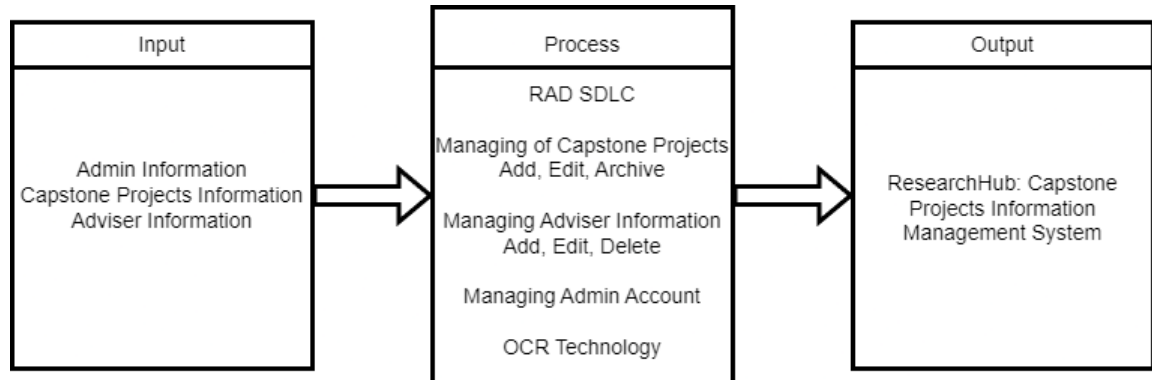 Input
Admin Information
Capstone Projects Information
Adviser Information
Process
RAD SDLC
Managing of Capstone Projects
Add, Edit, Archive
Managing Adviser Information
Add, Edit, Delete
Managing Admin Account
OCR Technology
Output
ResearchHub: Capstone
Projects Information
Management System